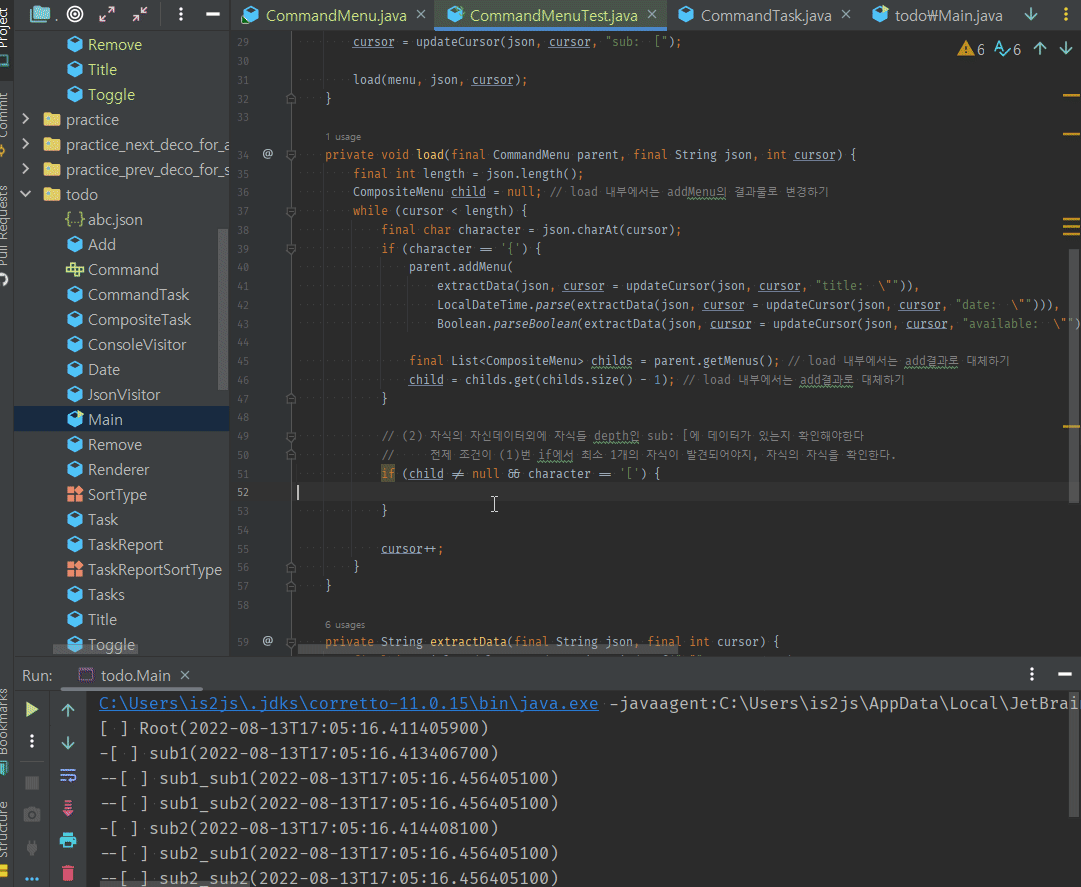 Project
Commit
Pull Requests
Bookmarks
Structure
Remove
Title
Toggle
practice
practice_next_deco_for_a
practice_prev_deco_for_s
todo
abc.json
Add
Command
CommandTask
CompositeTask
ConsoleVisitor
Date
JsonVisitor
Main
Remove
Renderer
SortType
Task
TaskReport
TaskReportSortType
Tasks
Title
Toggle
CommandMenu.java
CommandMenuTest.java
CommandTask.java
todo₩Main.java
6 6
29 cursor = updateCursor(json, cursor, "sub: [");
30
31 load(menu, json, cursor);
32 }
33
1 usage
34 @ private void load(final CommandMenu parent, final String json, int cursor) {
35 final int length = json.length();
36 CompositeMenu child = null; // load 내부에서는 addMenu의 결과물로 변경하기
37 while (cursor < length) {
38 final char character = json.charAt(cursor);
39 if (character == '{') {
40 parent.addMenu(
41 extractData(json, cursor = updateCursor(json, cursor, "title: \"")),
42 LocalDateTime.parse(extractData(json, cursor = updateCursor(json, cursor, "date: \""))),
43 Boolean.parseBoolean(extractData(json, cursor = updateCursor(json, cursor, "available: \"")
44
45 final List<CompositeMenu> childs = parent.getMenus(); // load 내부에서는 add결과로 대체하기
46 child = childs.get(childs.size() - 1); // load 내부에서는 add결과로 대체하기
47 }
48
49 // (2) 자식의 자신데이터외에 자식들 depth인 sub: [에 데이터가 있는지 확인해야한다
50 // 전제 조건이 (1)번 if에서 최소 1개의 자식이 발견되어야지, 자식의 자식을 확인한다.
51 if (child != null && character == '[') {
52
53 }
54
55 cursor++;
56 }
57 }
58
6 usages
59 @ private String extractData(final String json, final int cursor) {
Run: todo.Main
C:\Users\is2js\.jdks\corretto-11.0.15\bin\java.exe -javaagent:C:\Users\is2js\AppData\Local\JetBrai
[ ] Root(2022-08-13T17:05:16.411405900)
-[ ] sub1(2022-08-13T17:05:16.413406700)
--[ ] sub1_sub1(2022-08-13T17:05:16.456405100)
--[ ] sub1_sub2(2022-08-13T17:05:16.456405100)
-[ ] sub2(2022-08-13T17:05:16.414408100)
--[ ] sub2_sub1(2022-08-13T17:05:16.456405100)
--[ ] sub2_sub2(2022-08-13T17:05:16.456405100)